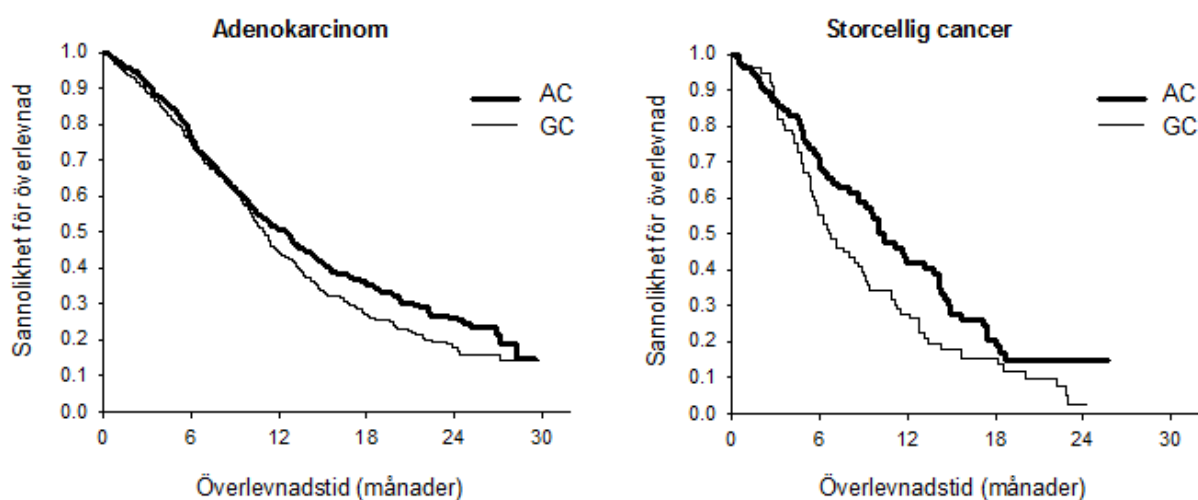 Adenokarcinom
Sannolikhet för överlevnad
1.0
0.9
0.8
0.7
0.6
0.5
0.4
0.3
0.2
0.1
0.0
AC
GC
0 6 12 18 24 30
Överlevnadstid (månader)
Storcellig cancer
Sannolikhet för överlevnad
1.0
0.9
0.8
0.7
0.6
0.5
0.4
0.3
0.2
0.1
0.0
AC
GC
0 6 12 18 24 30
Överlevnadstid (månader)